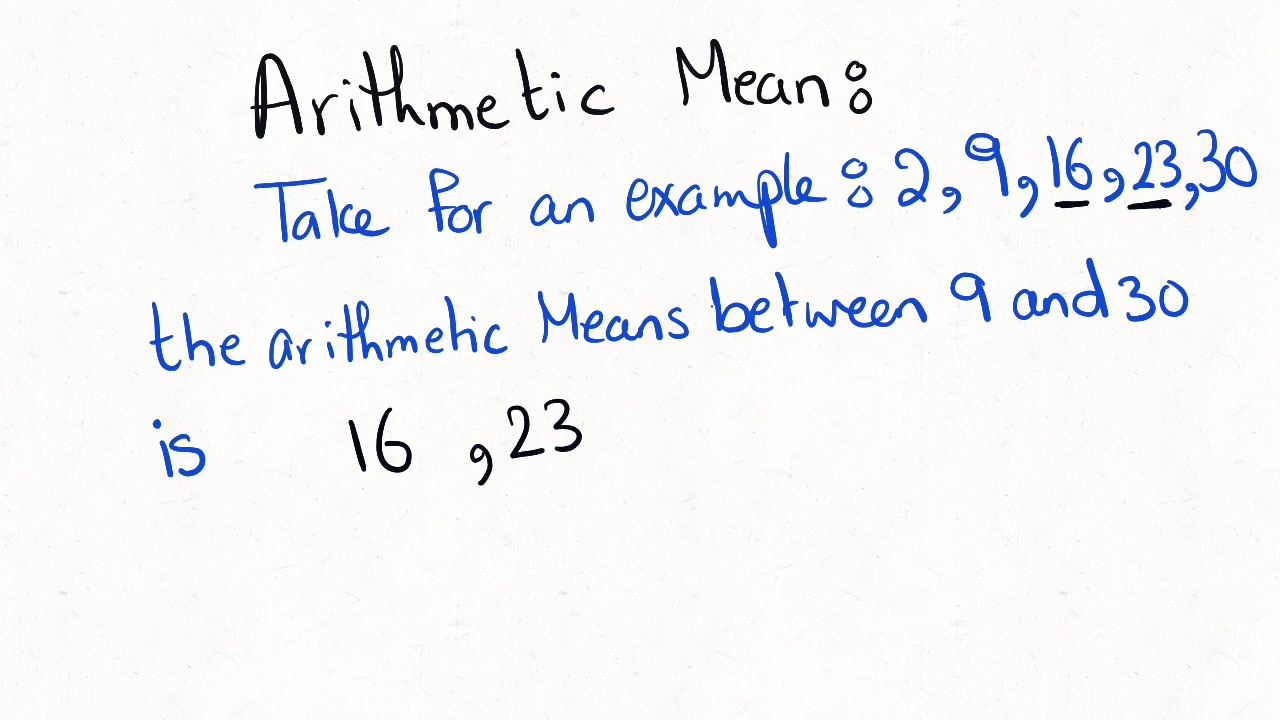 Arithmetic Mean:
Take for an example : 2, 9, 16, 23, 30
the arithmetic Means between 9 and 30
is 16 , 23